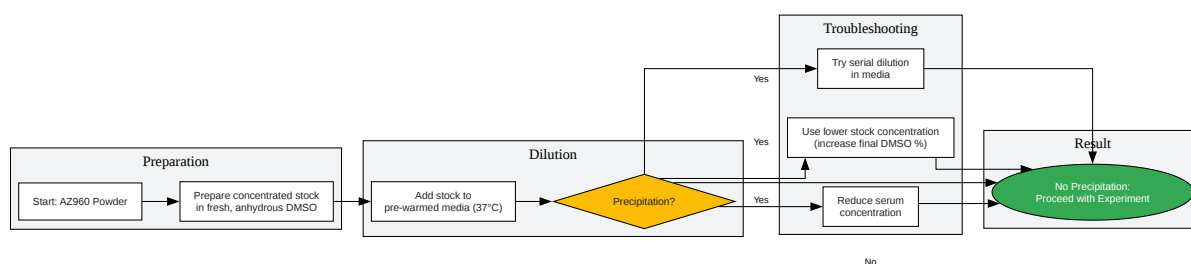 Preparation
Start: AZ960 Powder
Prepare concentrated stock
in fresh, anhydrous DMSO
Dilution
Add stock to
pre-warmed media (37°C)
Precipitation?
Yes
Yes
Yes
No
Troubleshooting
Try serial dilution
in media
Use lower stock concentration
(increase final DMSO %)
Reduce serum
concentration
Result
No Precipitation:
Proceed with Experiment